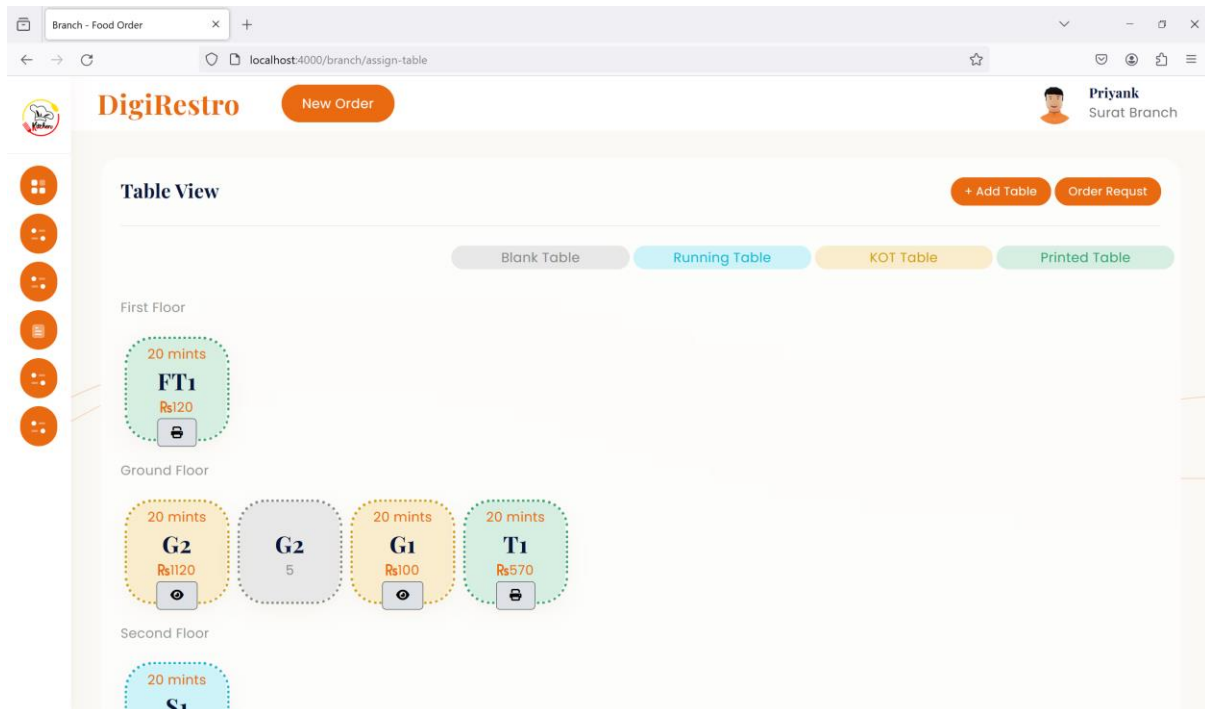 Branch - Food Order
localhost:4000/branch/assign-table
Kitchens
DigiRestro
New Order
Priyank
Surat Branch
Table View
+ Add Table
Order Requst
Blank Table
Running Table
KOT Table
Printed Table
First Floor
20 mints
FT1
₨120
Ground Floor
20 mints
G2
₨1120
G2
5
20 mints
G1
₨100
20 mints
T1
₨570
Second Floor
20 mints
S1